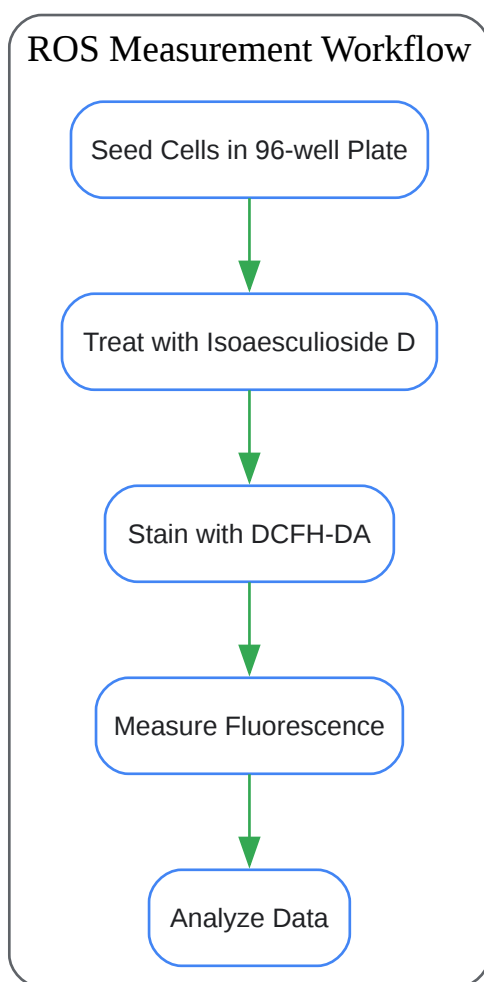 ROS Measurement Workflow
Seed Cells in 96-well Plate
Treat with Isoaesculioside D
Stain with DCFH-DA
Measure Fluorescence
Analyze Data